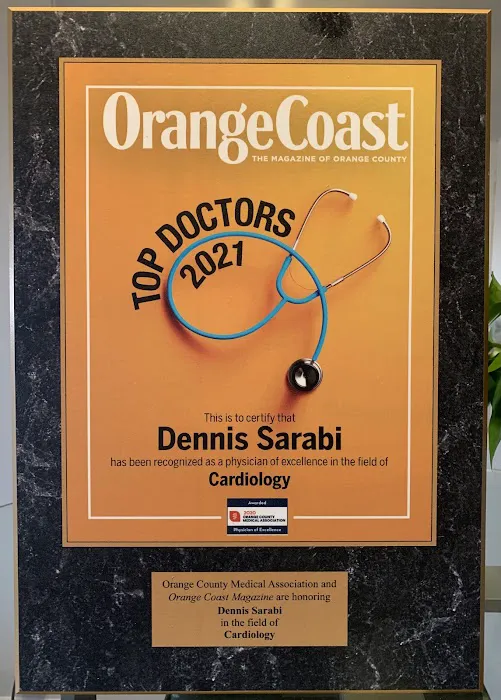 OrangeCoast
THE MAGAZINE OF ORANGE COUNTY
TOP DOCTORS
2021
This is to certify that
Dennis Sarabi
has been recognized as a physician of excellence in the field of
Cardiology
Awarded
2020
ORANGE COUNTY
MEDICAL ASSOCIATION
Physician of Excellence
Orange County Medical Association and
Orange Coast Magazine are honoring
Dennis Sarabi
in the field of
Cardiology